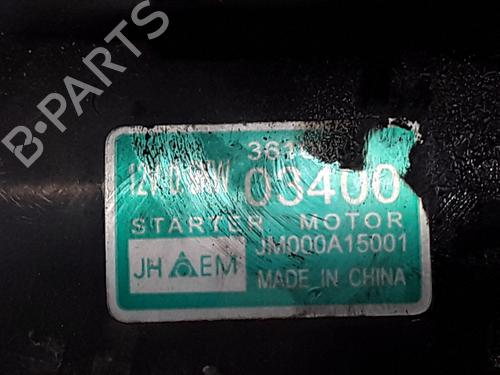 B-PARTS
361
12V 0.8KW 03400
STARTER MOTOR
JH EM JM000A15001
MADE IN CHINA